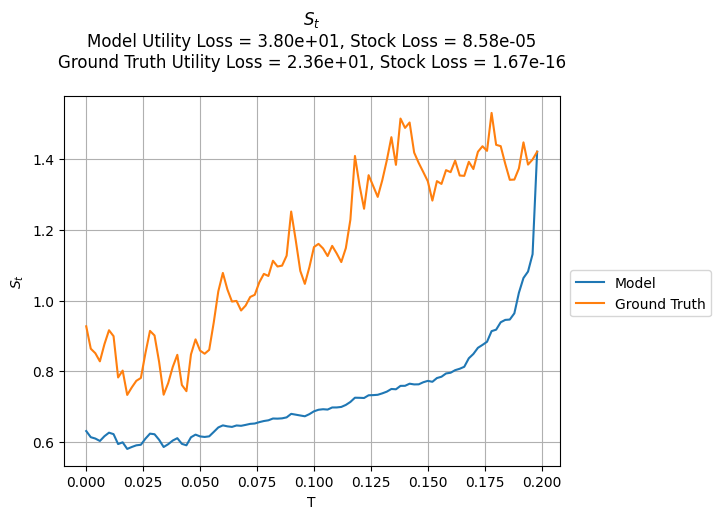 $S_t$
Model Utility Loss = 3.80e+01, Stock Loss = 8.58e-05
Ground Truth Utility Loss = 2.36e+01, Stock Loss = 1.67e-16
1.4
1.2
1.0
0.8
0.6
$S_t$
0.000 0.025 0.050 0.075 0.100 0.125 0.150 0.175 0.200
T
Model
Ground Truth